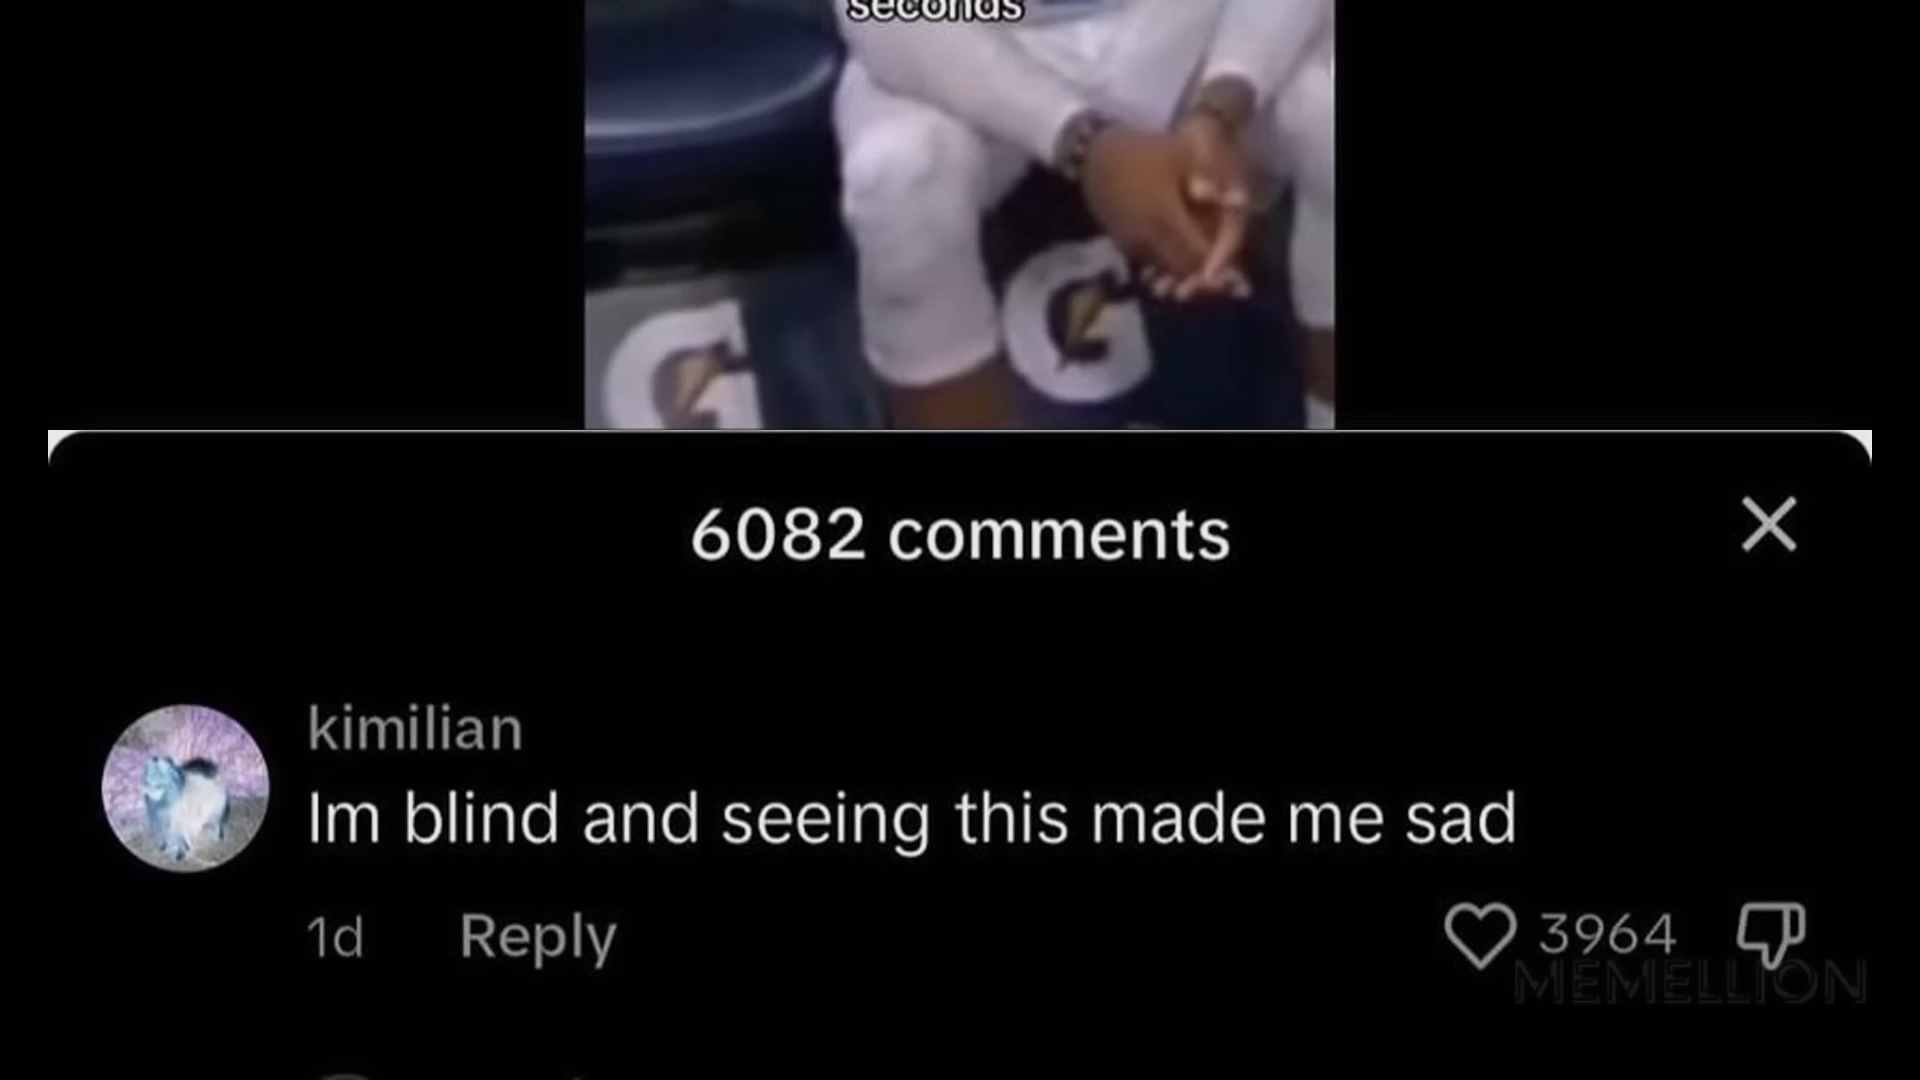 seconds
G G
6082 comments
kimilian
Im blind and seeing this made me sad
1d Reply 3964
MEMELLION